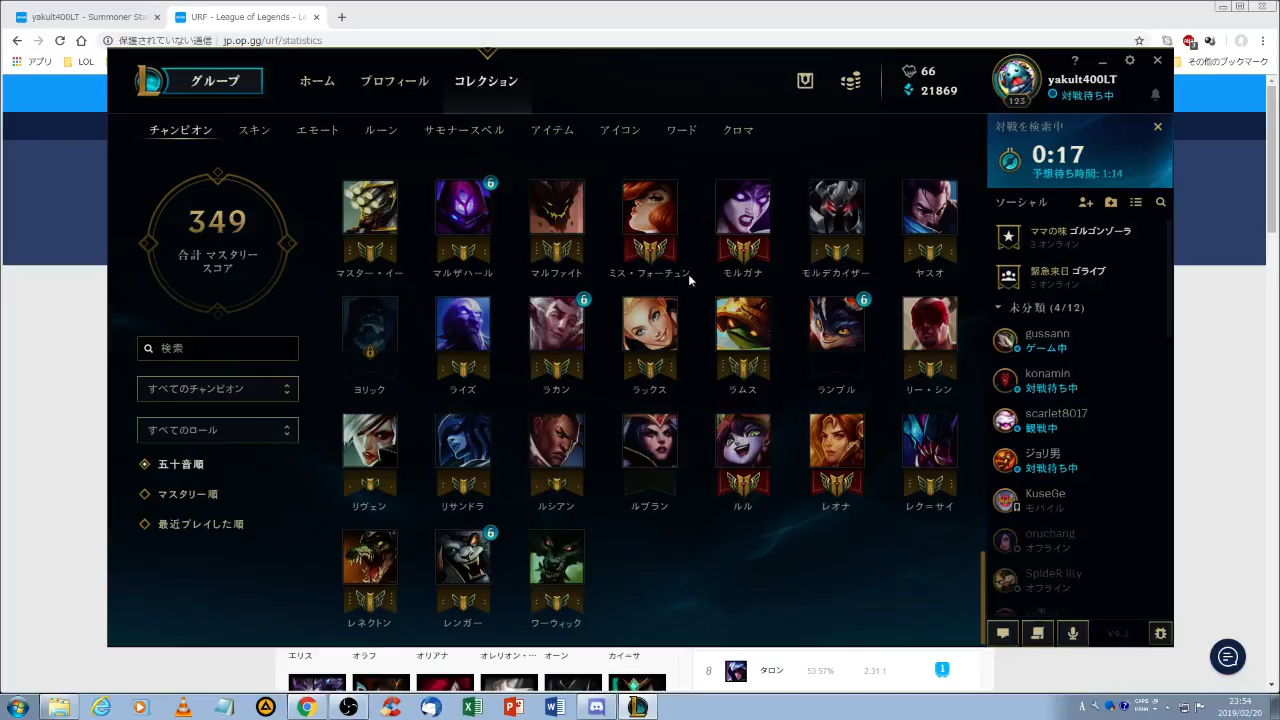 yakult400LT - Summoner Sta
URF - League of Legends - Le
保護されていない通信 | jp.op.gg/urf/statistics
アプリ
LOL
その他のブックマーク
グループ
ホーム
プロフィール
コレクション
66
21869
123
yakult400LT
対戦待ち中
チャンピオン
スキン
エモート
ルーン
サモナースペル
アイテム
アイコン
ワード
クロマ
対戦を検索中
0:17
予想待ち時間: 1:14
349
合計 マスタリー
スコア
検索
すべてのチャンピオン
すべてのロール
五十音順
マスタリー順
最近プレイした順
6
マスター・イー
マルザハール
マルファイト
ミス・フォーチュン
モルガナ
モルデカイザー
ヤスオ
6
6
ヨリック
ライズ
ラカン
ラックス
ラムス
ランブル
リー・シン
リヴェン
リサンドラ
ルシアン
ルブラン
ルル
レオナ
レク＝サイ
6
レネクトン
レンガー
ワーウィック
ソーシャル
ママの味 ゴルゴンゾーラ
3 オンライン
緊急来日 ゴライブ
2 オンライン
未分類 (4/12)
gussann
ゲーム中
konamin
対戦待ち中
scarlet8017
観戦中
ジョリ男
対戦待ち中
KuseGe
モバイル
oruchang
オフライン
SpIdeR lILy
オフライン
V9.3
エリス
オラフ
オリアナ
オレリオン・…
オーン
カイ＝サ
8
タロン
53.57%
2.31:1
1
A
CAPS
KANA
23:54
2019/02/20